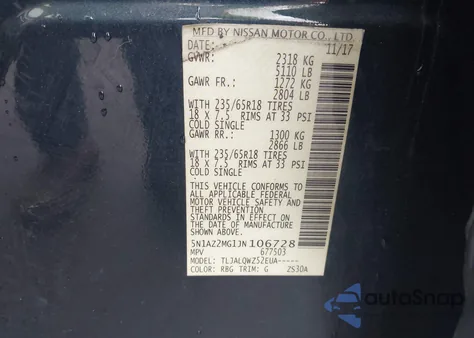 MFD BY NISSAN MOTOR CO., LTD.
DATE: 11/17
GVWR: 2318 KG
5110 LB
GAWR FR.: 1272 KG
2804 LB
WITH 235/65R18 TIRES
18 X 7.5 RIMS AT 33 PSI
COLD SINGLE
GAWR RR.: 1300 KG
2866 LB
WITH 235/65R18 TIRES
18 X 7.5 RIMS AT 33 PSI
COLD SINGLE
THIS VEHICLE CONFORMS TO
ALL APPLICABLE FEDERAL
MOTOR VEHICLE SAFETY AND
THEFT PREVENTION
STANDARDS IN EFFECT ON THE
DATE OF MANUFACTURE
SHOWN ABOVE.
5N1AZ2MG1JN106728
MPV 677503
MODEL: TLJALQWZ52EUA-----
COLOR: RBG TRIM: G 2S30A
autoSnap